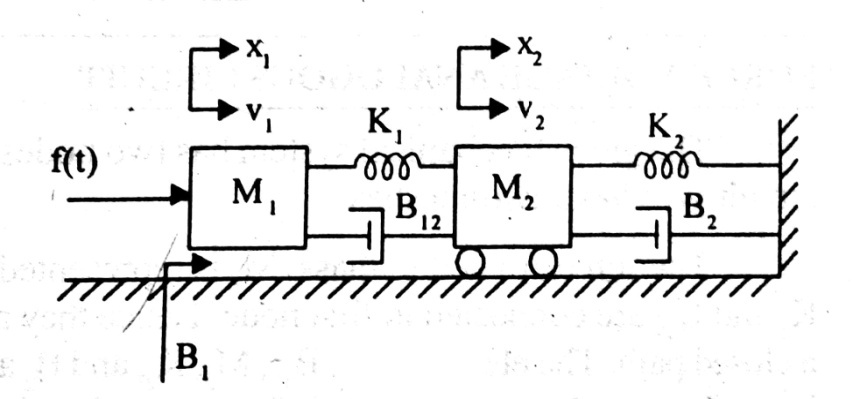 x₁ x₂
v₁ v₂
K₁ K₂
f(t)
M₁ M₂
B₁₂ B₂
B₁